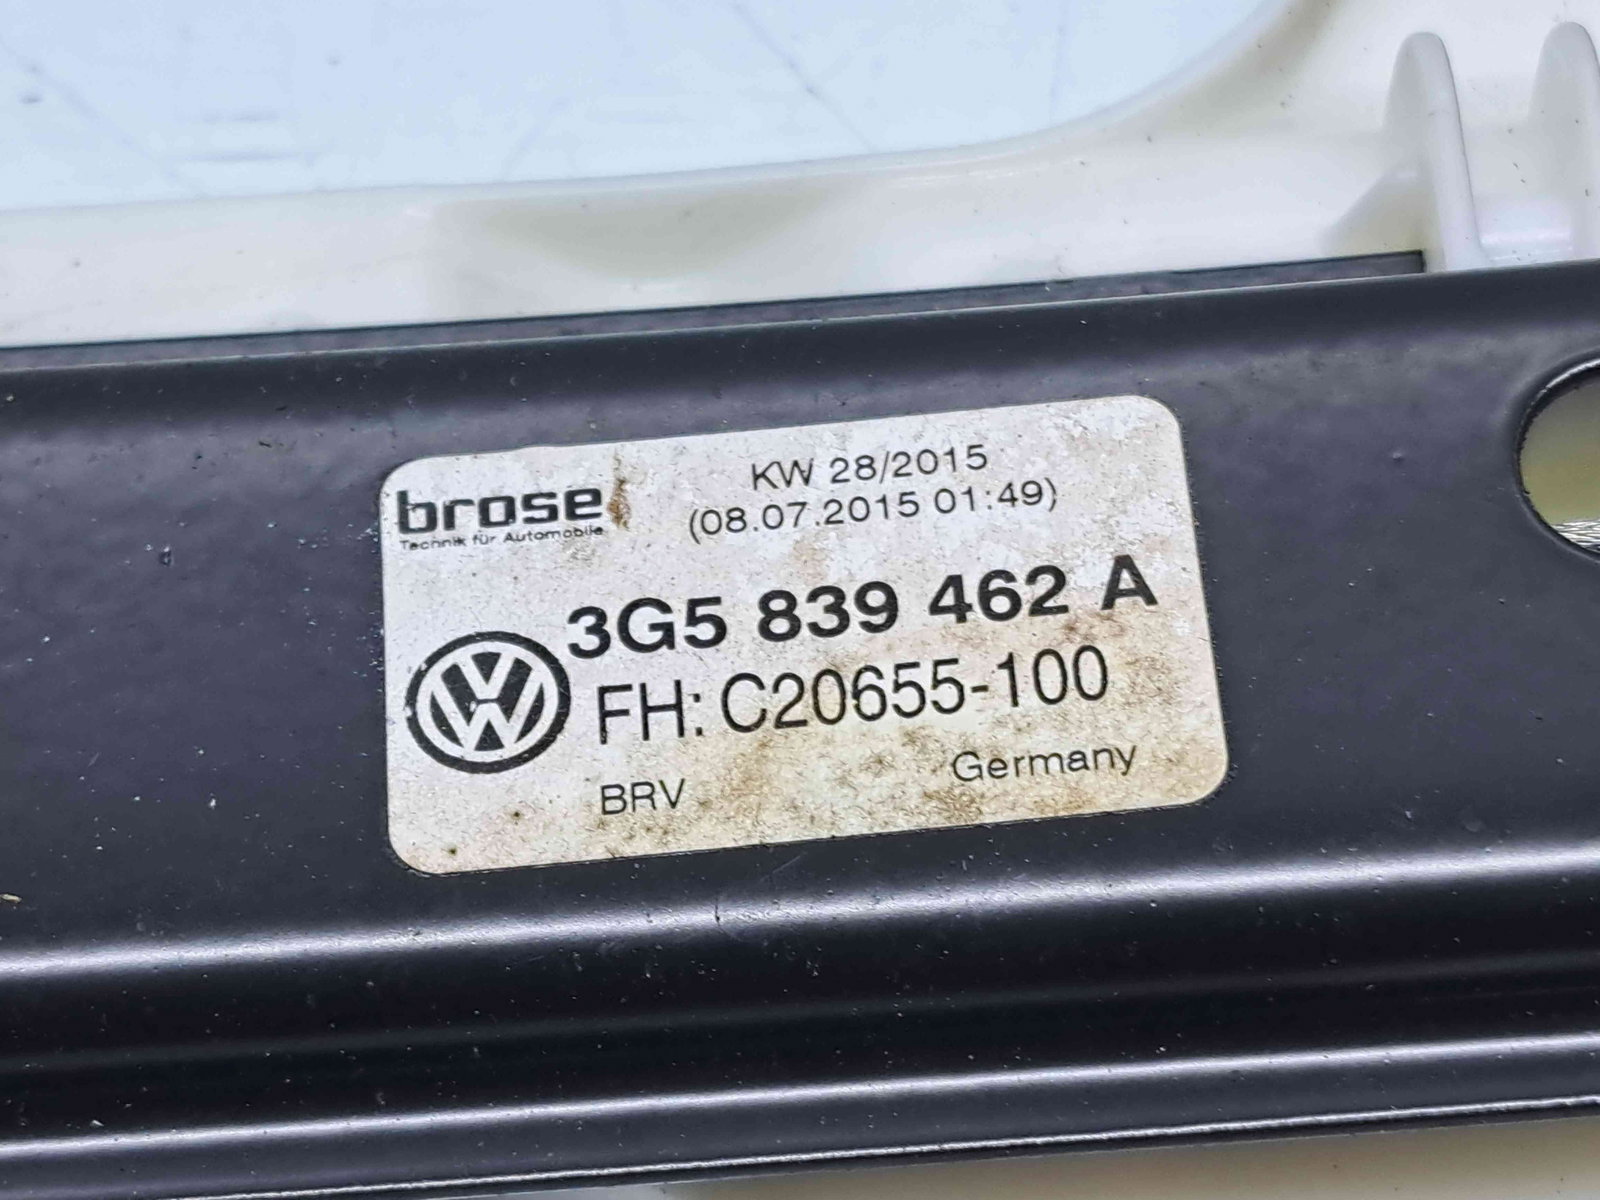 brose
Technik für Automobile
KW 28/2015
(08.07.2015 01:49)
3G5 839 462 A
FH: C20655-100
BRV
Germany